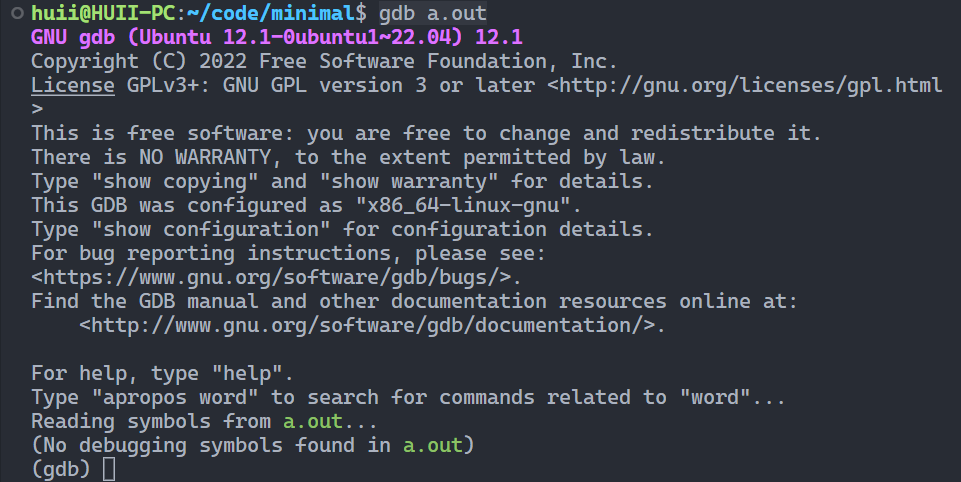 huii@HUII-PC:~/code/minimal$ gdb a.out
GNU gdb (Ubuntu 12.1-0ubuntu1~22.04) 12.1
Copyright (C) 2022 Free Software Foundation, Inc.
License GPLv3+: GNU GPL version 3 or later <http://gnu.org/licenses/gpl.html
>
This is free software: you are free to change and redistribute it.
There is NO WARRANTY, to the extent permitted by law.
Type "show copying" and "show warranty" for details.
This GDB was configured as "x86_64-linux-gnu".
Type "show configuration" for configuration details.
For bug reporting instructions, please see:
<https://www.gnu.org/software/gdb/bugs/>.
Find the GDB manual and other documentation resources online at:
    <http://www.gnu.org/software/gdb/documentation/>.

For help, type "help".
Type "apropos word" to search for commands related to "word"...
Reading symbols from a.out...
(No debugging symbols found in a.out)
(gdb)